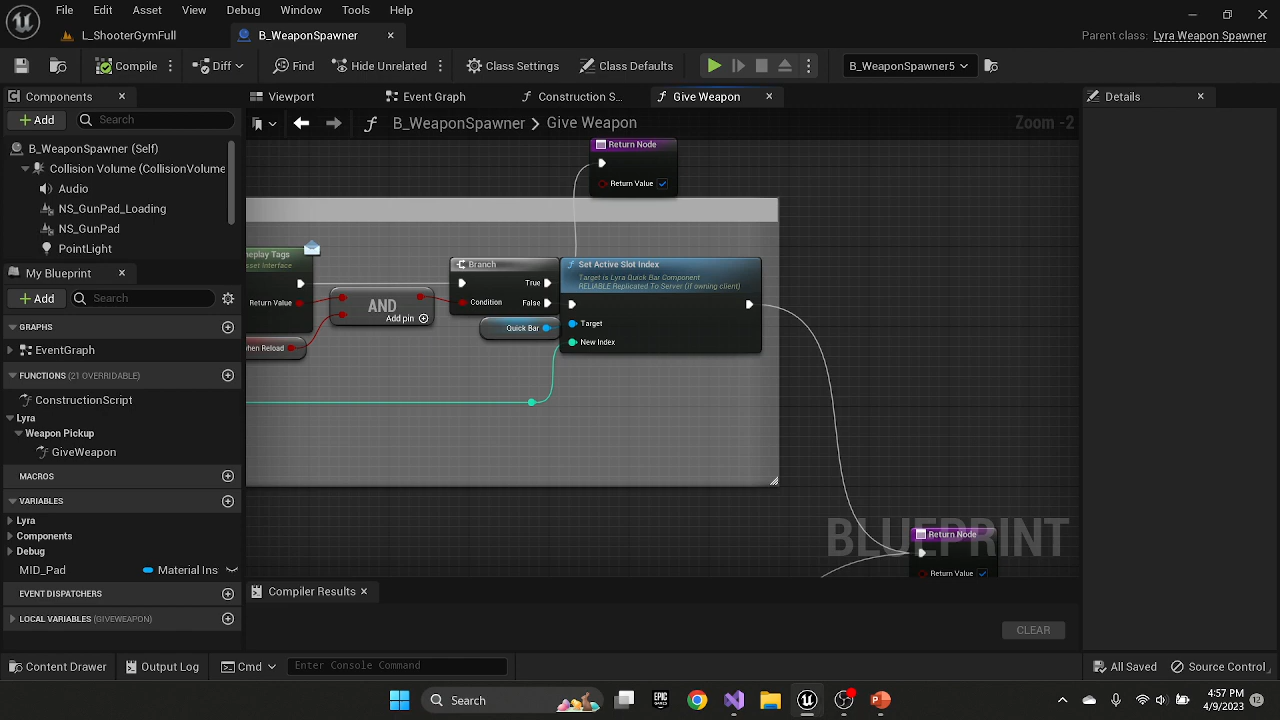 File Edit Asset View Debug Window Tools Help
L_ShooterGymFull
B_WeaponSpawner
Parent class: Lyra Weapon Spawner
Compile
Diff
Find
Hide Unrelated
Class Settings
Class Defaults
B_WeaponSpawner5
Components
Viewport
Event Graph
Construction S...
Give Weapon
Details
Add
Search
B_WeaponSpawner > Give Weapon
Zoom -2
B_WeaponSpawner (Self)
Collision Volume (CollisionVolume
Audio
NS_GunPad_Loading
NS_GunPad
PointLight
My Blueprint
Add
Search
GRAPHS
EventGraph
FUNCTIONS (21 OVERRIDABLE)
ConstructionScript
Lyra
Weapon Pickup
GiveWeapon
MACROS
VARIABLES
Lyra
Components
Debug
MID_Pad
Material Ins
EVENT DISPATCHERS
LOCAL VARIABLES (GIVEWEAPON)
Return Node
Return Value
meplay Tags
sset Interface
Return Value
hen Reload
AND
Add pin
Branch
True
Condition
False
Quick Bar
Set Active Slot Index
Target is Lyra Quick Bar Component
RELIABLE Replicated To Server (if owning client)
Target
New Index
BLUEPRINT
Return Node
Return Value
Compiler Results
CLEAR
Content Drawer
Output Log
Cmd
Enter Console Command
All Saved
Source Control
Search
EPIC GAMES
4:57 PM
4/9/2023
12